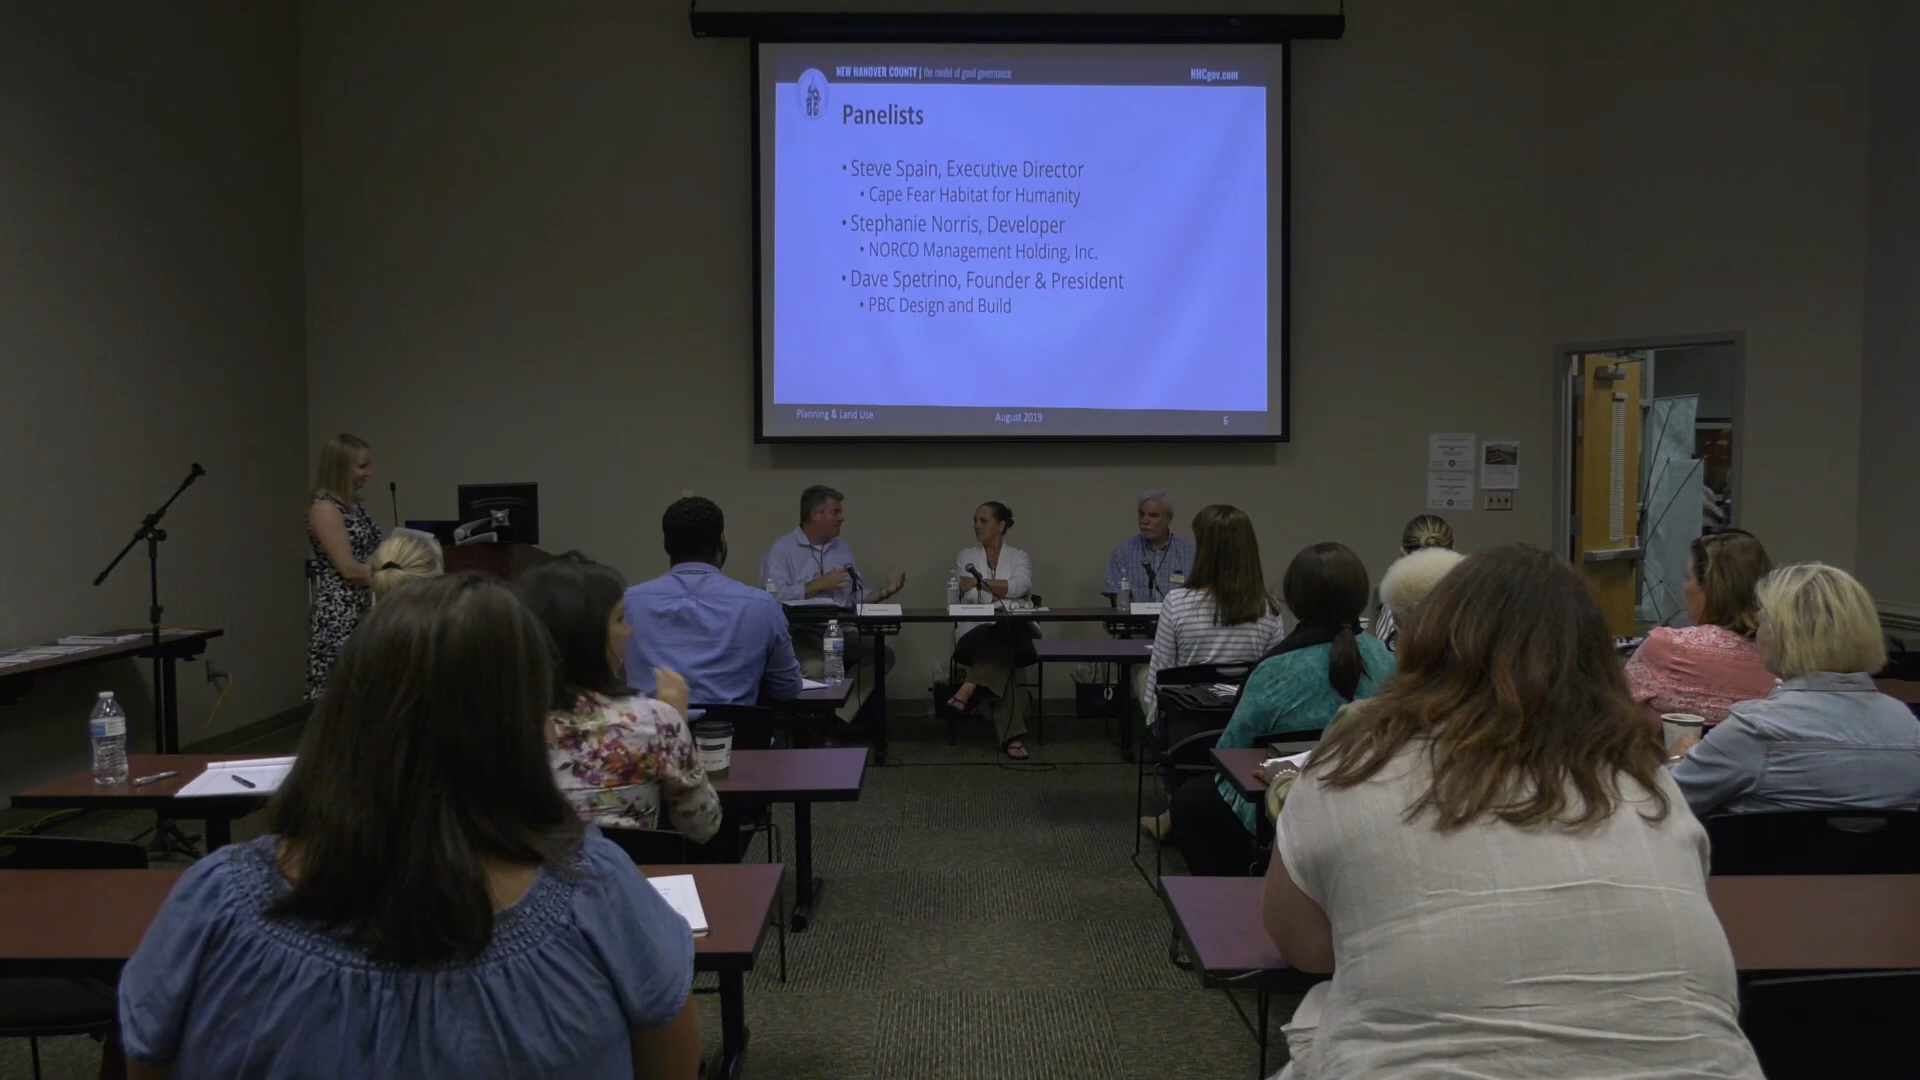 NEW HANOVER COUNTY | the model of good governance
NHCgov.com
Panelists
• Steve Spain, Executive Director
• Cape Fear Habitat for Humanity
• Stephanie Norris, Developer
• NORCO Management Holding, Inc.
• Dave Spetrino, Founder & President
• PBC Design and Build
Planning & Land Use
August 2019
6